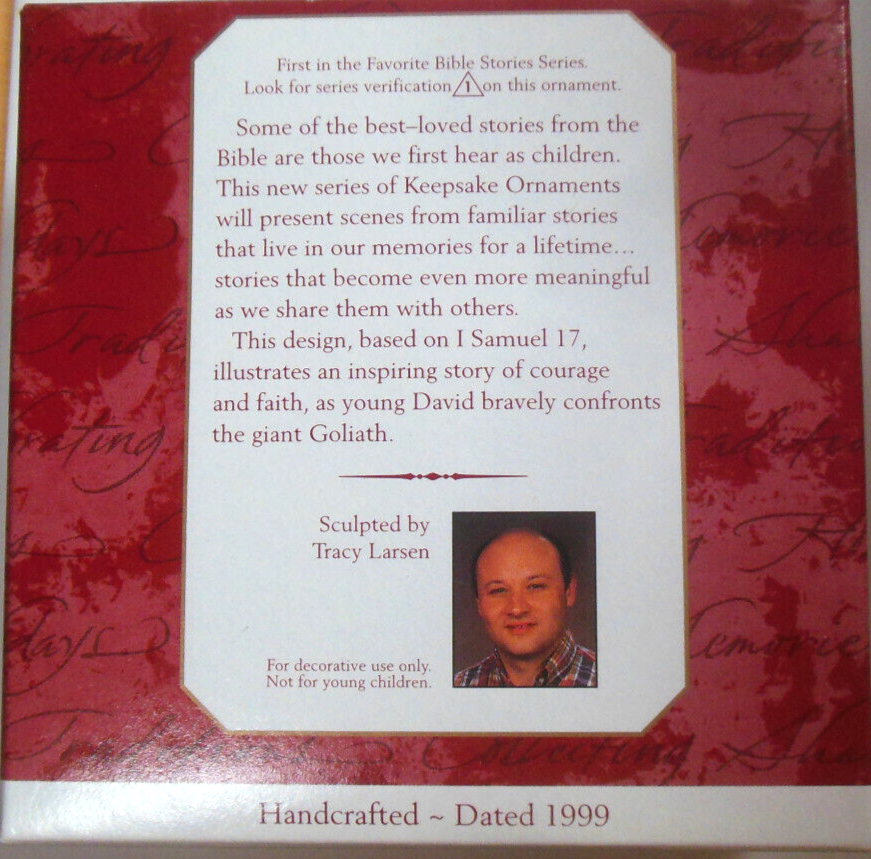 First in the Favorite Bible Stories Series.
Look for series verification 1 on this ornament.
Some of the best–loved stories from the
Bible are those we first hear as children.
This new series of Keepsake Ornaments
will present scenes from familiar stories
that live in our memories for a lifetime...
stories that become even more meaningful
as we share them with others.
This design, based on I Samuel 17,
illustrates an inspiring story of courage
and faith, as young David bravely confronts
the giant Goliath.
Sculpted by
Tracy Larsen
For decorative use only.
Not for young children.
Handcrafted ~ Dated 1999